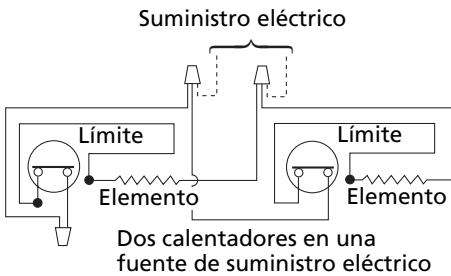 Suministro eléctrico
Límite
Límite
Elemento
Elemento
Dos calentadores en una
fuente de suministro eléctrico